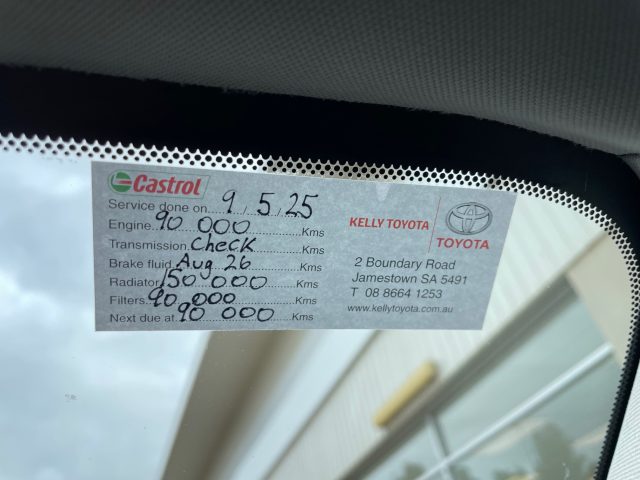 Castrol
Service done on 9/5/25
Engine 90 000 Kms
Transmission Check Kms
Brake fluid Aug 26 Kms
Radiator 150 000 Kms
Filters 90 000 Kms
Next due at 90 000 Kms
KELLY TOYOTA
TOYOTA
2 Boundary Road
Jamestown SA 5491
T 08 8664 1253
www.kellytoyota.com.au